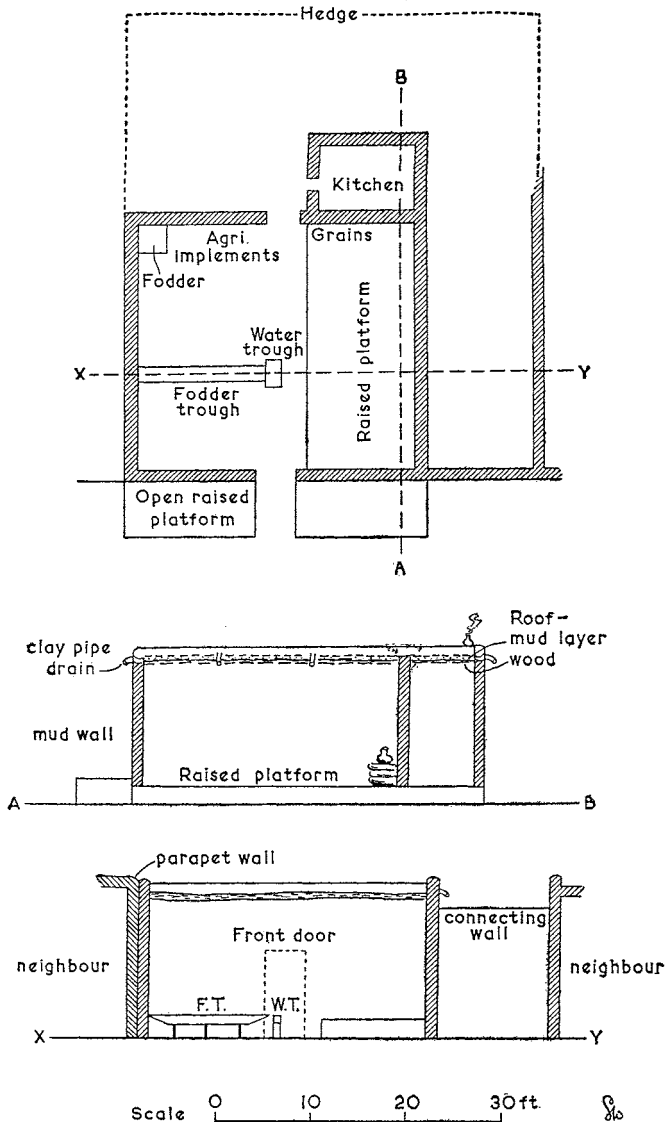 Hedge
B
Kitchen
Agri.
Implements
Grains
Fodder
Raised platform
Water
trough
X
Y
Fodder
trough
Open raised
platform
A
clay pipe
drain
Roof-
mud layer
wood
mud wall
Raised platform
A
B
parapet wall
Front door
connecting
wall
neighbour
neighbour
F.T.
W.T.
X
Y
Scale
0
10
20
30 ft.